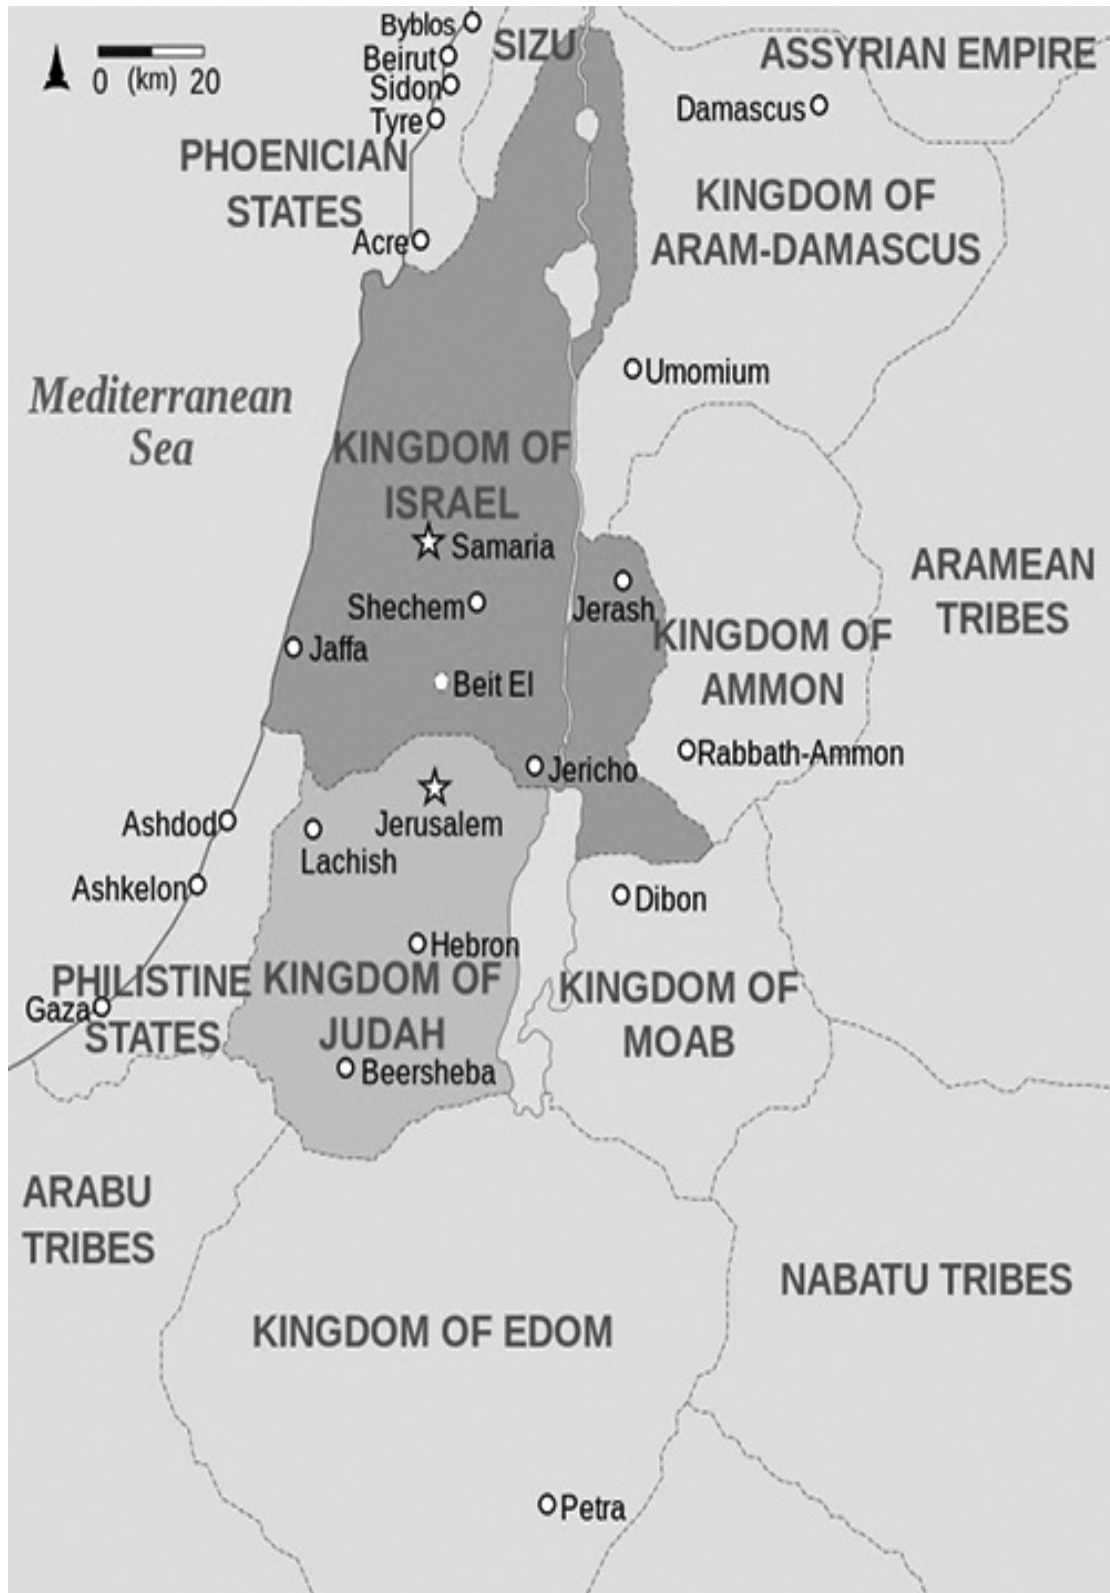 Byblos
SIZU
ASSYRIAN EMPIRE
Beirut
0 (km) 20
Sidon
Damascus
Tyre
PHOENICIAN
STATES
KINGDOM OF
ARAM-DAMASCUS
Acre
Umomium
Mediterranean
Sea
KINGDOM OF
ISRAEL
Samaria
ARAMEAN
TRIBES
Shechem
Jerash
KINGDOM OF
AMMON
Jaffa
Beit El
Rabbath-Ammon
Jericho
Ashdod
Jerusalem
Lachish
Ashkelon
Dibon
Hebron
PHILISTINE
STATES
KINGDOM OF
JUDAH
KINGDOM OF
MOAB
Gaza
Beersheba
ARABU
TRIBES
NABATU TRIBES
KINGDOM OF EDOM
Petra